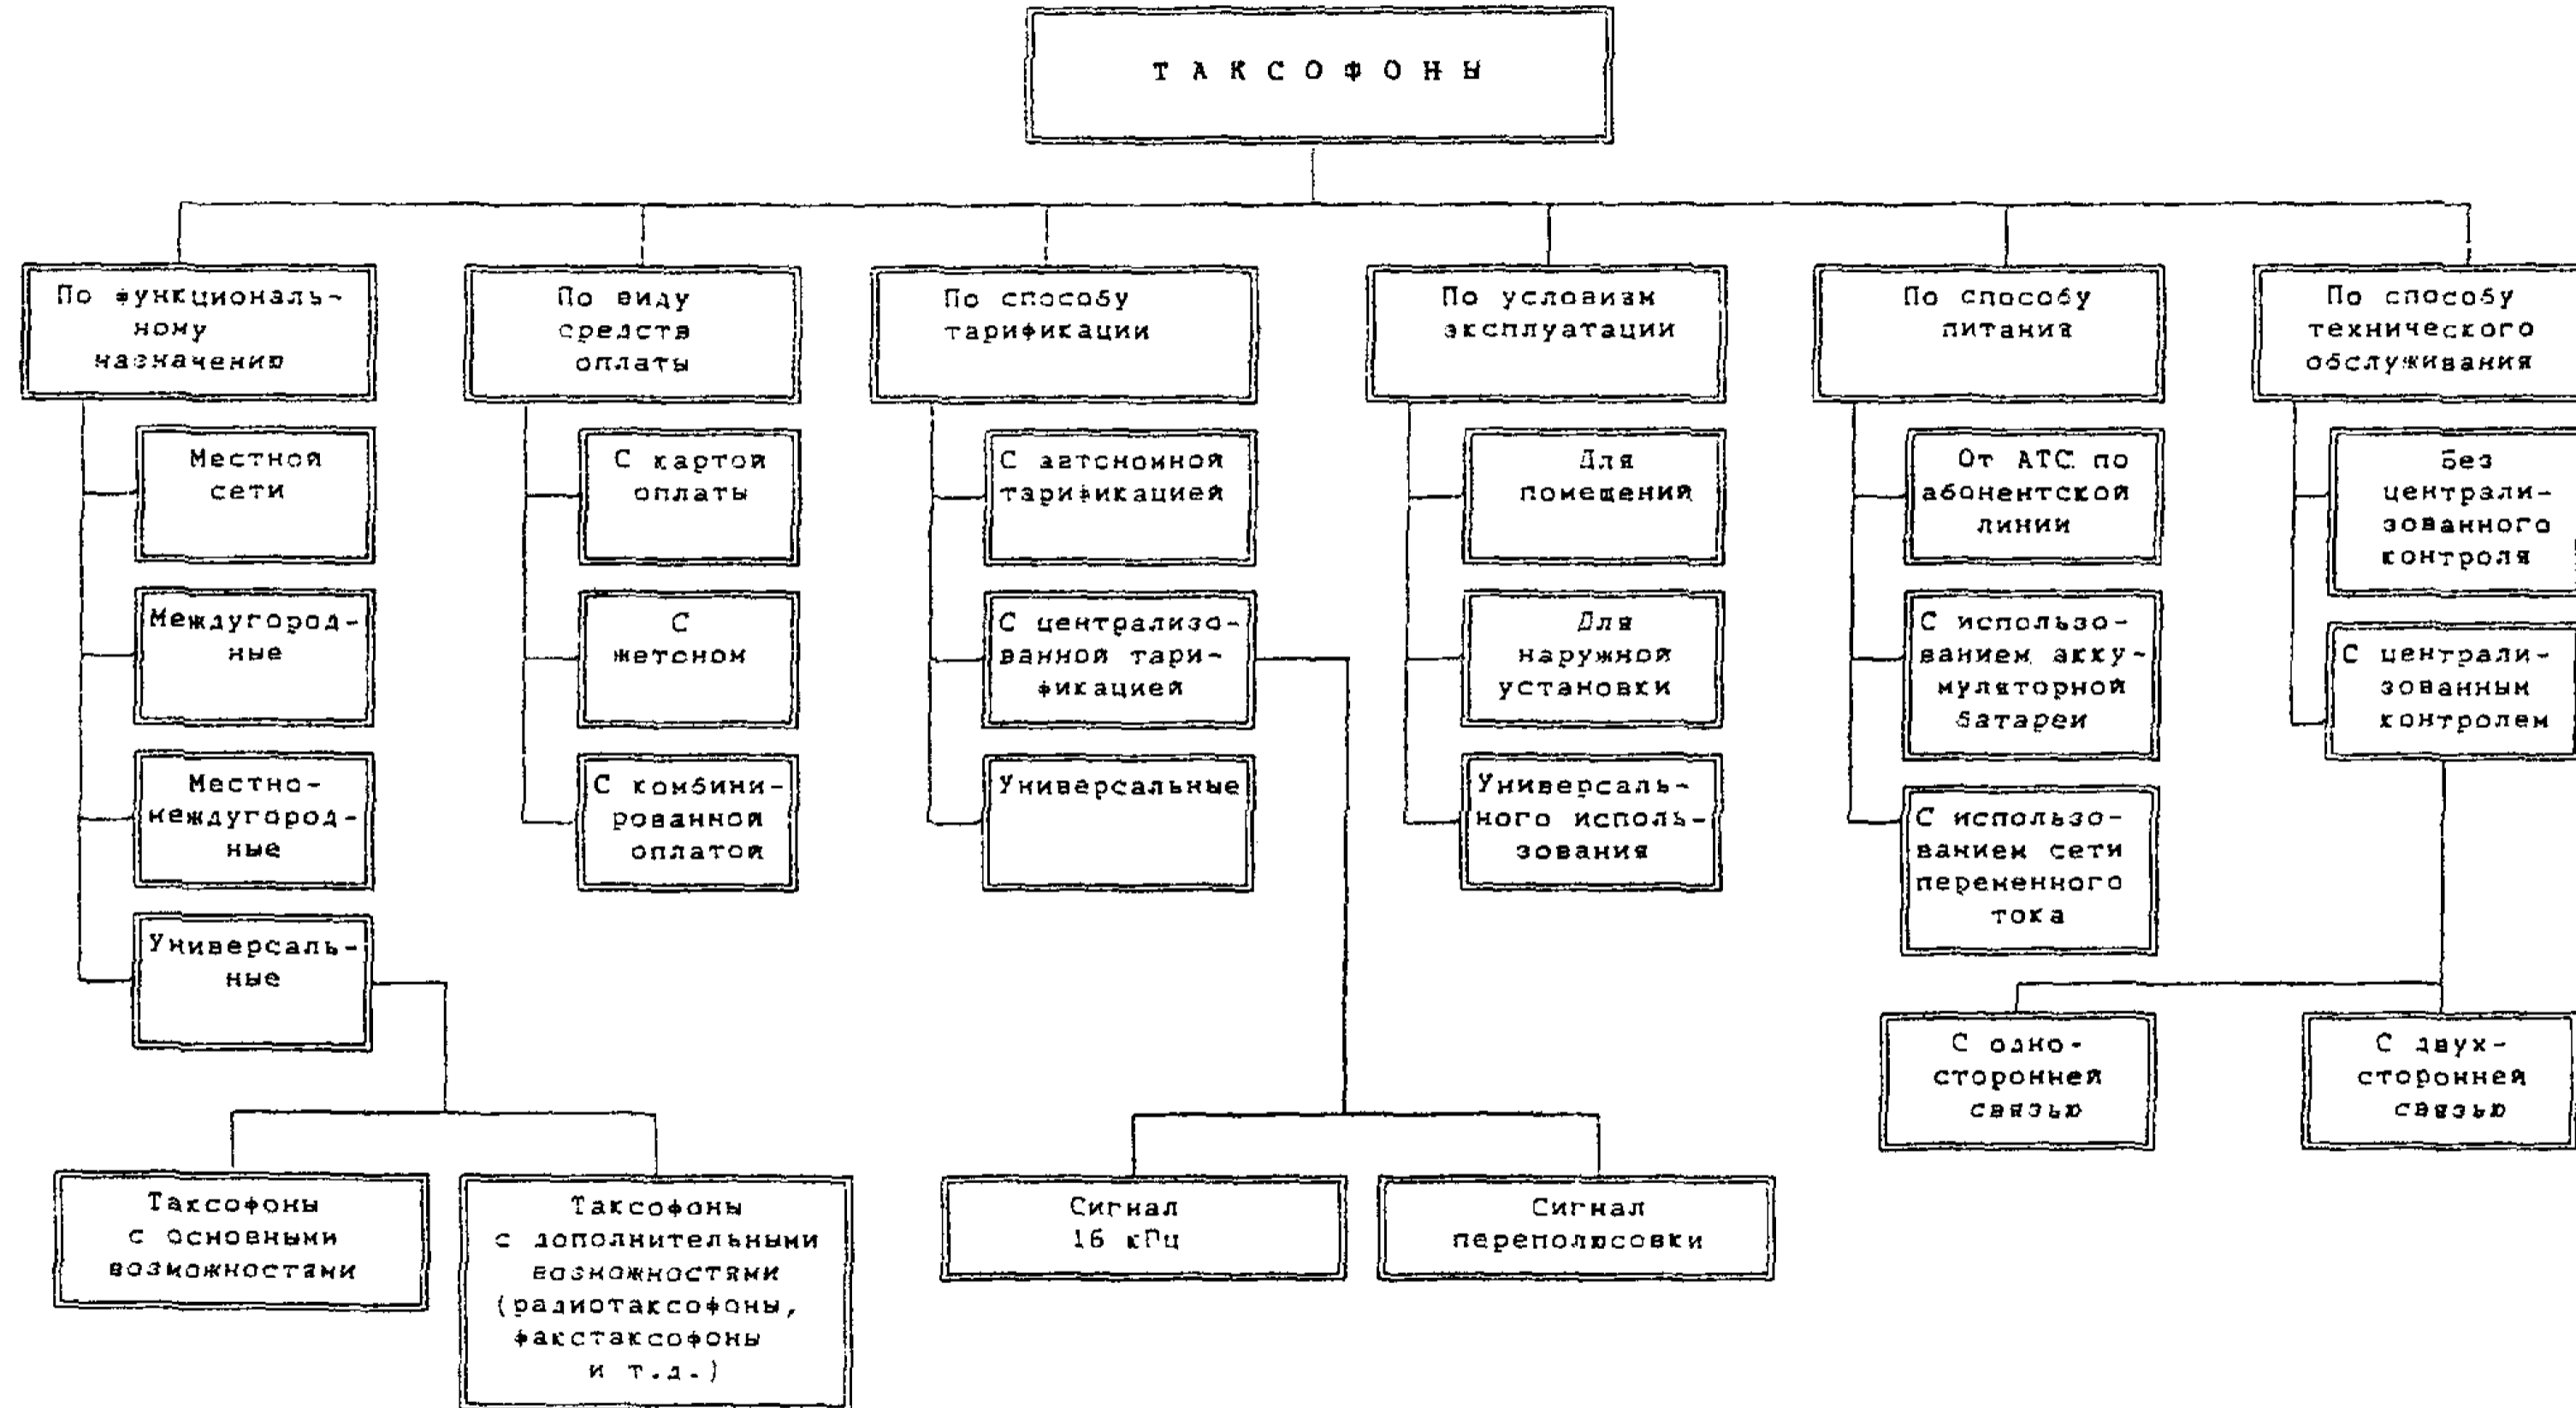 ТАКСОФОНЫ
По функциональ-
ному
назначению
Местной
сети
Междугород-
ные
Местно-
междугород-
ные
Универсаль-
ные
Таксофоны
с основными
возможностями
Таксофоны
с дополнительными
возможностями
(радиотаксофоны,
факстаксофоны
и т.д.)
По виду
средств
оплаты
С картой
оплаты
С
жетоном
С комбини-
рованной
оплатой
По способу
тарификации
С автономной
тарификацией
С централизо-
ванной тари-
фикацией
Универсальные
Сигнал
16 кГц
Сигнал
переполюсовки
По условиям
эксплуатации
Для
помещений
Для
наружной
установки
Универсаль-
ного исполь-
зования
По способу
питания
От АТС по
абонентской
линии
С использо-
ванием акку-
муляторной
батареи
С использо-
ванием сети
переменного
тока
По способу
технического
обслуживания
Без
централи-
зованного
контроля
С централи-
зованным
контролем
С одно-
сторонней
связью
С двух-
сторонней
связью